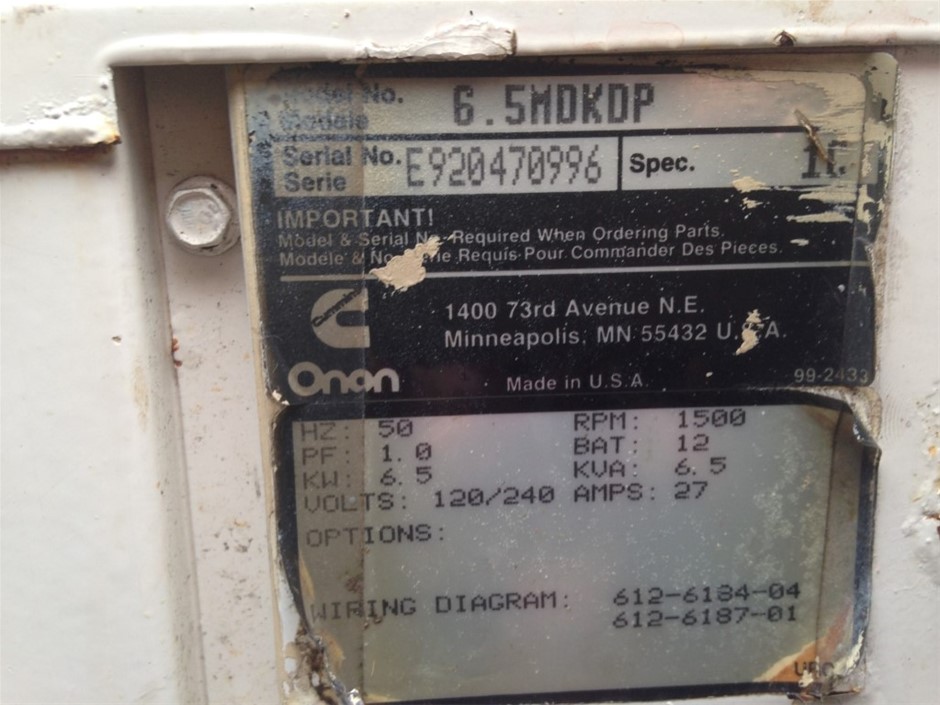 Model No. 6.5MDKDP
Modele
Serial No. E920470996 Spec.
Serie
IMPORTANT!
Model & Serial No. Required When Ordering Parts.
Modéle & No. Requis Pour Commander Des Pieces.
Cummins
1400 73rd Avenue N.E.
Minneapolis, MN 55432 U.S.A.
Onan Made in U.S.A. 99-2433
HZ: 50 RPM: 1500
PF: 1.0 BAT: 12
KW: 6.5 KVA: 6.5
VOLTS: 120/240 AMPS: 27
OPTIONS:
WIRING DIAGRAM: 612-6184-04
612-6187-01